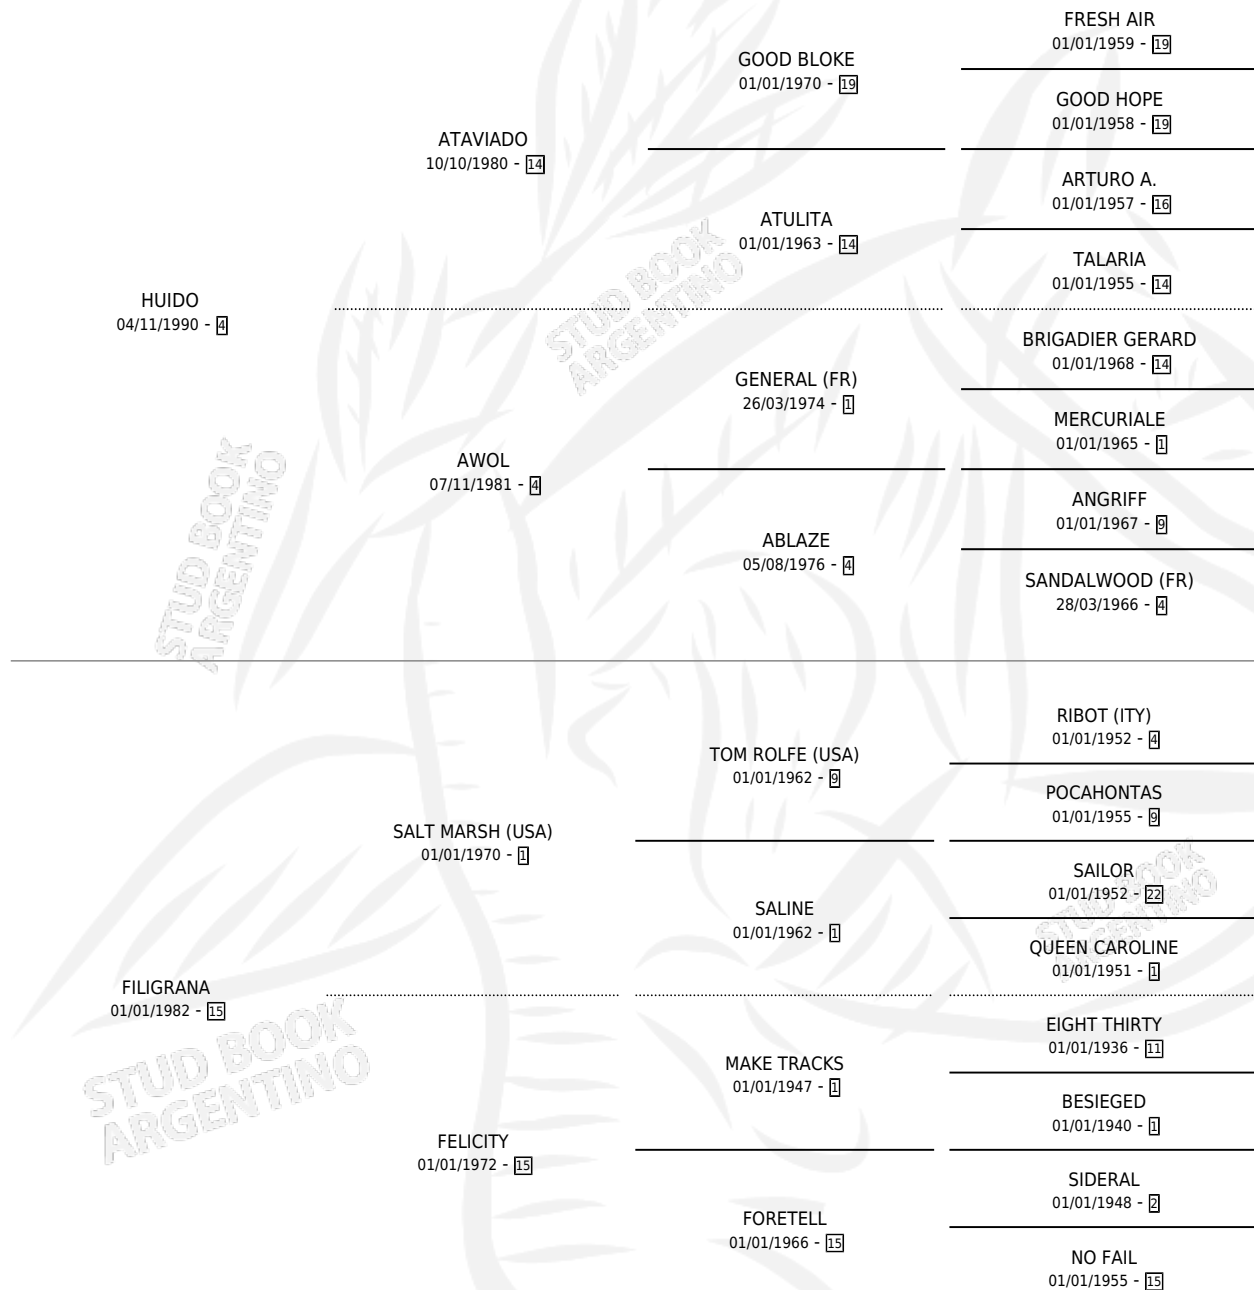 HUIDO
04/11/1990 - 4
ATAVIADO
10/10/1980 - 14
GOOD BLOKE
01/01/1970 - 19
FRESH AIR
01/01/1959 - 19
GOOD HOPE
01/01/1958 - 19
ATULITA
01/01/1963 - 14
ARTURO A.
01/01/1957 - 16
TALARIA
01/01/1955 - 14
AWOL
07/11/1981 - 4
GENERAL (FR)
26/03/1974 - 1
BRIGADIER GERARD
01/01/1968 - 14
MERCURIALE
01/01/1965 - 1
ABLAZE
05/08/1976 - 4
ANGRIFF
01/01/1967 - 9
SANDALWOOD (FR)
28/03/1966 - 4
FILIGRANA
01/01/1982 - 15
SALT MARSH (USA)
01/01/1970 - 1
TOM ROLFE (USA)
01/01/1962 - 9
RIBOT (ITY)
01/01/1952 - 4
POCAHONTAS
01/01/1955 - 9
SALINE
01/01/1962 - 1
SAILOR
01/01/1952 - 22
QUEEN CAROLINE
01/01/1951 - 1
FELICITY
01/01/1972 - 15
MAKE TRACKS
01/01/1947 - 1
EIGHT THIRTY
01/01/1936 - 11
BESIEGED
01/01/1940 - 1
FORETELL
01/01/1966 - 15
SIDERAL
01/01/1948 - 2
NO FAIL
01/01/1955 - 15
STUD BOOK
ARGENTINO
STUD BOOK
ARGENTINO
STUD BOOK
ARGENTINO
STUD BOOK
ARGENTINO